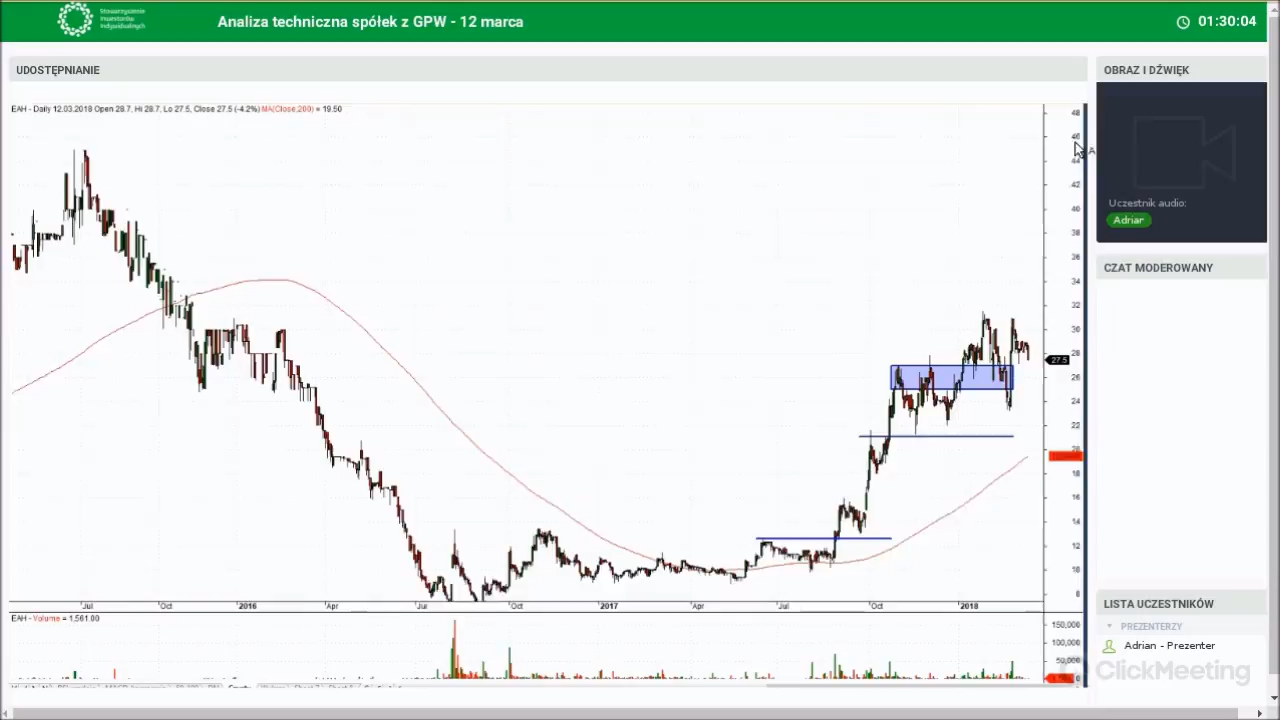 Stowarzyszenie
Inwestorów
Indywidualnych
Analiza techniczna spółek z GPW - 12 marca
01:30:04
UDOSTĘPNIANIE
OBRAZ I DŹWIĘK
EAH - Daily 12.03.2018 Open 28.7, Hi 28.7, Lo 27.5, Close 27.5 (-4.2%) MA(Close,200) = 19.50
48
46
44
42
40
38
36
34
32
30
28
27.5
26
24
22
20
18
16
14
12
10
8
Jul
Oct
2016
Apr
Jul
Oct
2017
Apr
Jul
Oct
2018
EAH - Volume = 1,561.00
150,000
100,000
50,000
Uczestnik audio:
Adrian
CZAT MODEROWANY
LISTA UCZESTNIKÓW
PREZENTERZY
Adrian - Prezenter
ClickMeeting